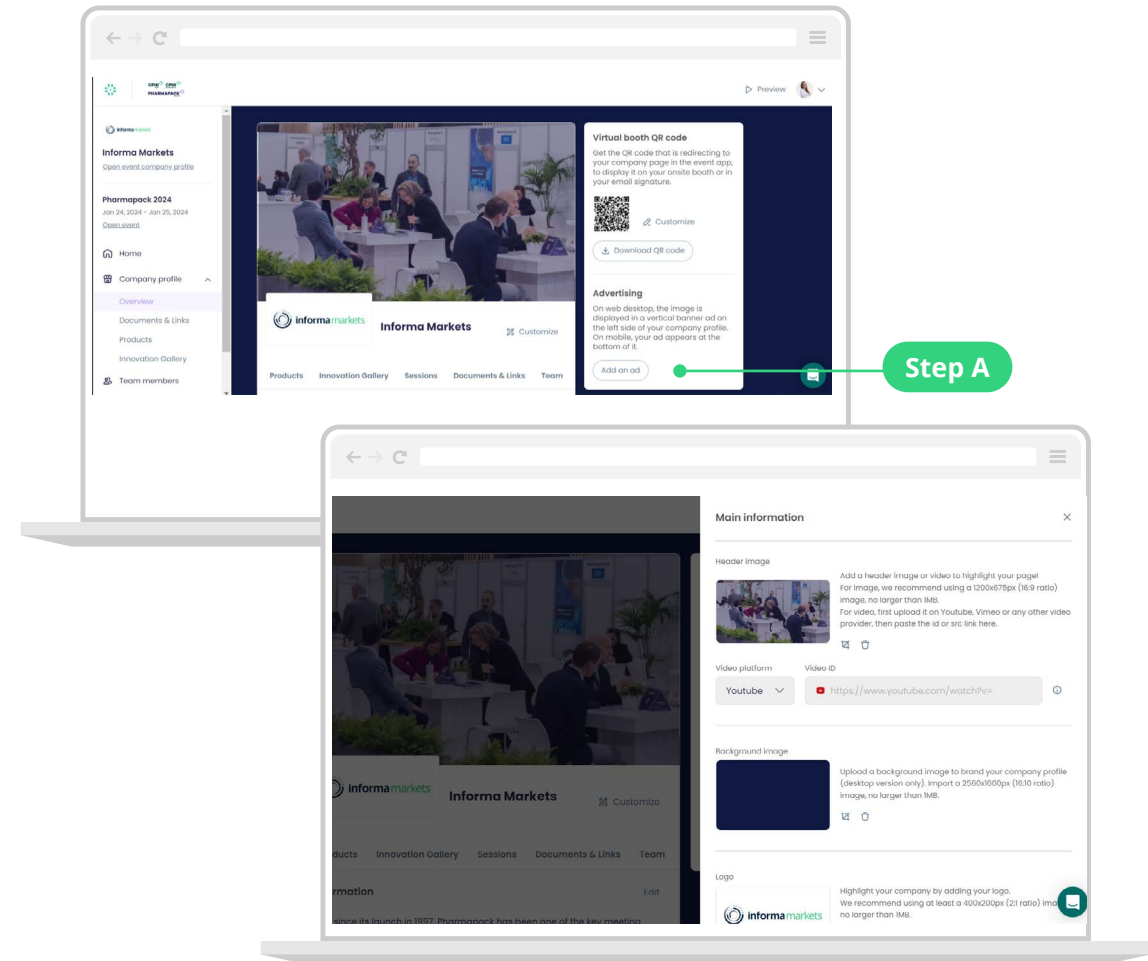 CPHI CPHI
PHARMAPACK
Preview
informa markets
Informa Markets
Open event company profile
Pharmapack 2024
Jan 24, 2024 - Jan 25, 2024
Open event
Home
Company profile
Overview
Documents & Links
Products
Innovation Gallery
Team members
informa markets
Informa Markets
Customize
Products Innovation Gallery Sessions Documents & Links Team
Virtual booth QR code
Get the QR code that is redirecting to
your company page in the event app,
to display it on your onsite booth or in
your email signature.
Customize
Download QR code
Advertising
On web desktop, the image is
displayed in a vertical banner ad on
the left side of your company profile.
On mobile, your ad appears at the
bottom of it.
Add an ad
Step A
informa markets
Informa Markets
Customize
ducts Innovation Gallery Sessions Documents & Links Team
rmation
Edit
since its launch in 1997, Pharmapack has been one of the key meeting
Main information
Header image
Add a header image or video to highlight your page!
For image, we recommend using a 1200x675px (16:9 ratio)
image, no larger than 1MB.
For video, first upload it on Youtube, Vimeo or any other video
provider, then paste the id or src link here.
Video platform
Video ID
Youtube
https://www.youtube.com/watch?v=
Background image
Upload a background image to brand your company profile
(desktop version only). Import a 2560x1600px (16:10 ratio)
image, no larger than 1MB.
Logo
Highlight your company by adding your logo.
We recommend using at least a 400x200px (2:1 ratio) ima
no larger than 1MB.
informa markets